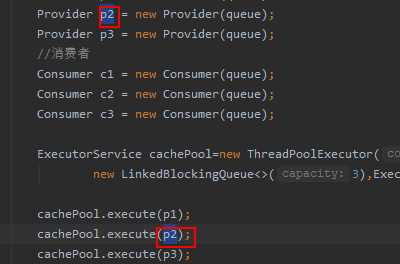 Provider p2 = new Provider(queue);
Provider p3 = new Provider(queue);
//消费者
Consumer c1 = new Consumer(queue);
Consumer c2 = new Consumer(queue);
Consumer c3 = new Consumer(queue);
ExecutorService cachePool=new ThreadPoolExecutor( co
new LinkedBlockingQueue<>( capacity: 3),Exec
cachePool.execute(p1);
cachePool.execute(p2);
cachePool.execute(p3);